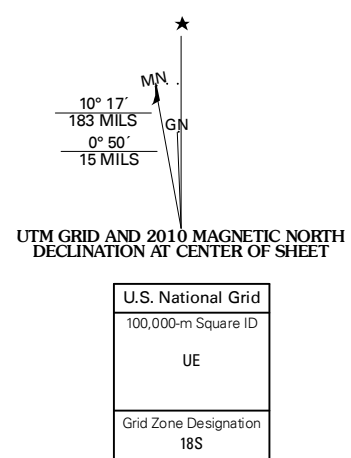 MN
10° 17´
183 MILS
GN
0° 50´
15 MILS
UTM GRID AND 2010 MAGNETIC NORTH
DECLINATION AT CENTER OF SHEET
U.S. National Grid
100,000-m Square ID
UE
Grid Zone Designation
18S